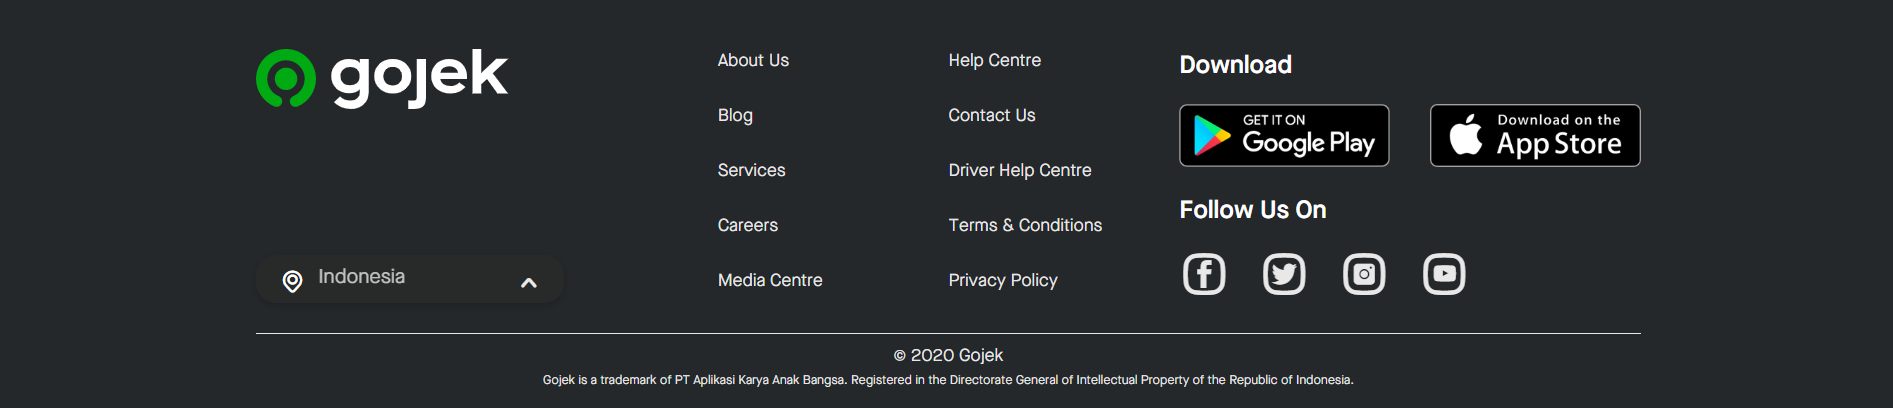 gojek
Indonesia
About Us
Blog
Services
Careers
Media Centre
Help Centre
Contact Us
Driver Help Centre
Terms & Conditions
Privacy Policy
Download
GET IT ON
Google Play
Download on the
App Store
Follow Us On
© 2020 Gojek
Gojek is a trademark of PT Aplikasi Karya Anak Bangsa. Registered in the Directorate General of Intellectual Property of the Republic of Indonesia.